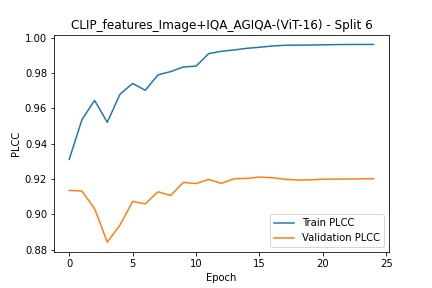 CLIP_features_Image+IQA_AGIQA-(ViT-16) - Split 6
1.00
0.98
0.96
0.94
0.92
0.90
0.88
PLCC
Train PLCC
Validation PLCC
0 5 10 15 20 25
Epoch